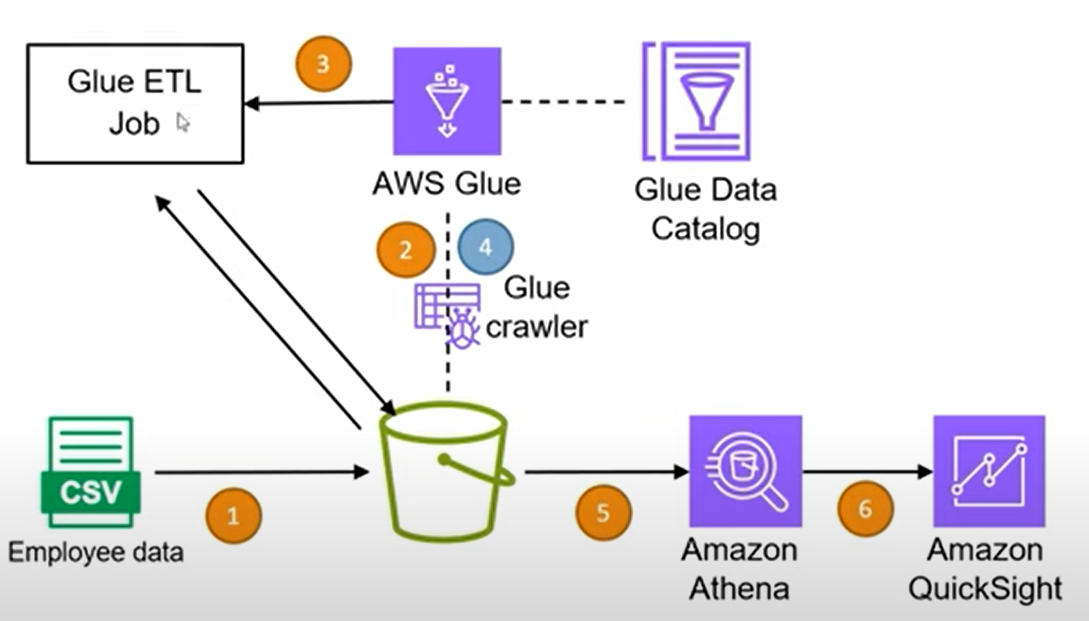 Glue ETL
Job
3
AWS Glue
Glue Data
Catalog
2
4
Glue
crawler
CSV
Employee data
1
5
6
Amazon
Athena
Amazon
QuickSight